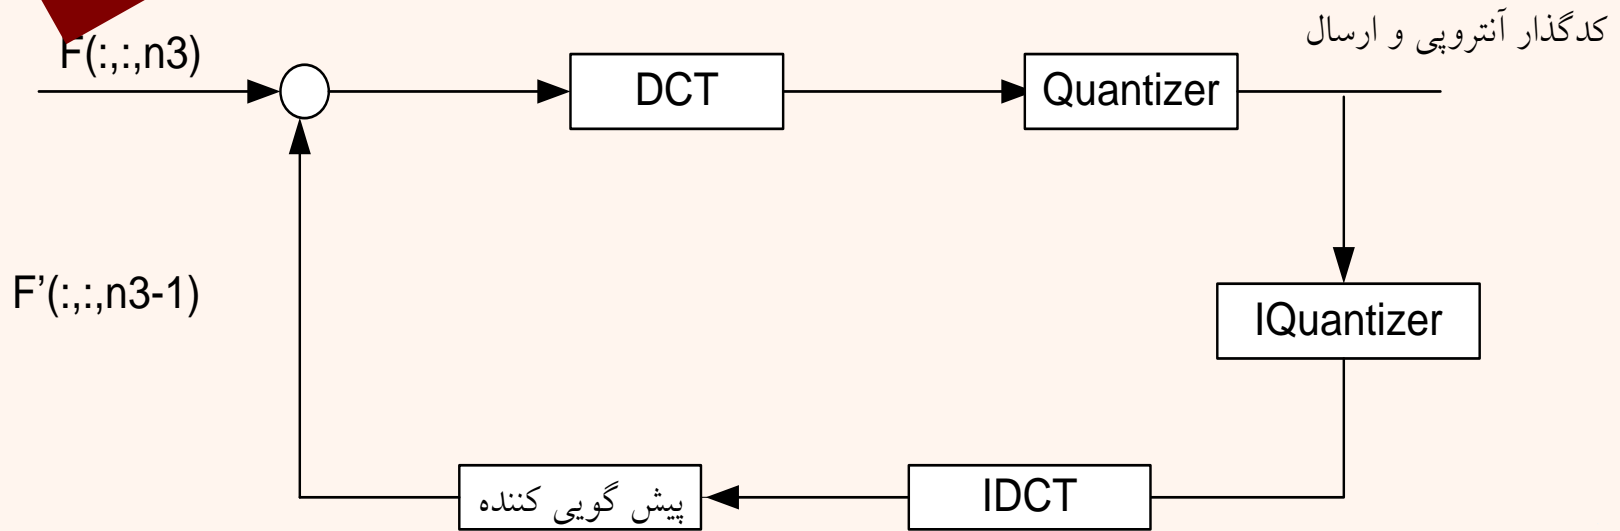 کدگذار آنتروپی و ارسال
F(:,:,n3)
DCT
Quantizer
F’(:,:,n3-1)
IQuantizer
پیش گویی کننده
IDCT